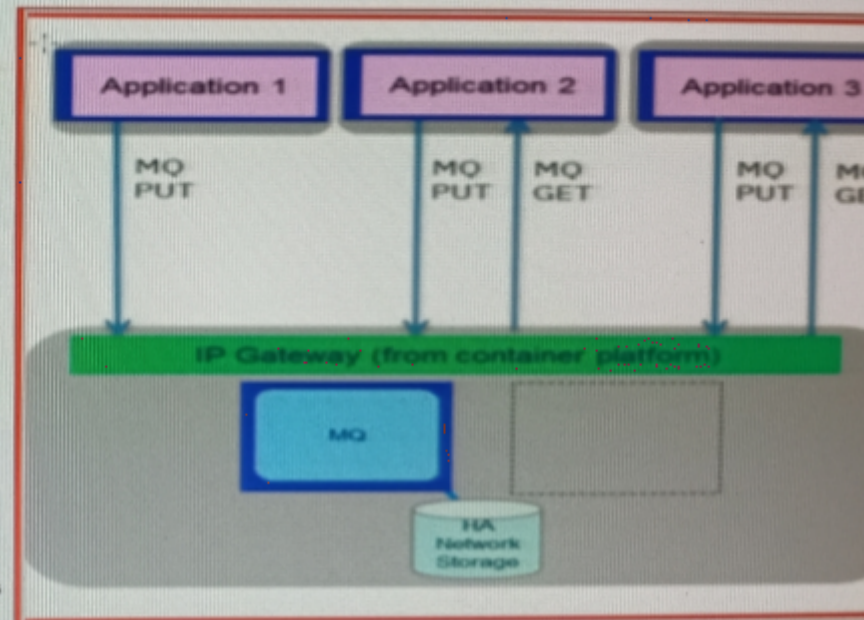 Application 1
Application 2
Application 3
MQ
PUT
MQ
PUT
MQ
GET
MQ
PUT
IP Gateway (from container platform)
MQ
HA
Network
Storage